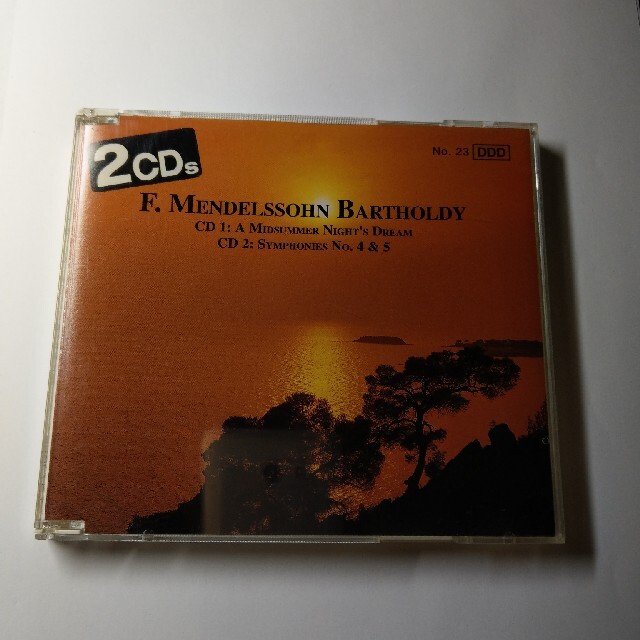 2CDs
No. 23 DDD
F. MENDELSSOHN BARTHOLDY
CD 1: A MIDSUMMER NIGHT'S DREAM
CD 2: SYMPHONIES NO. 4 & 5